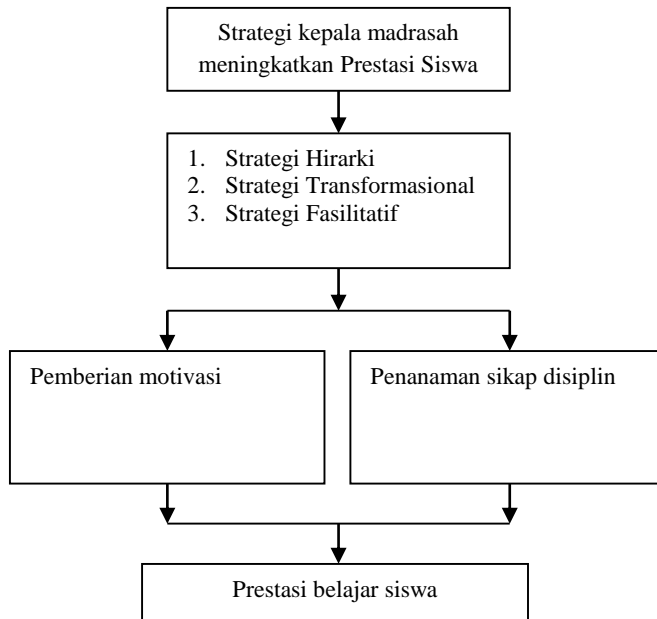 Strategi kepala madrasah
meningkatkan Prestasi Siswa
1. Strategi Hirarki
2. Strategi Transformasional
3. Strategi Fasilitatif
Pemberian motivasi
Penanaman sikap disiplin
Prestasi belajar siswa